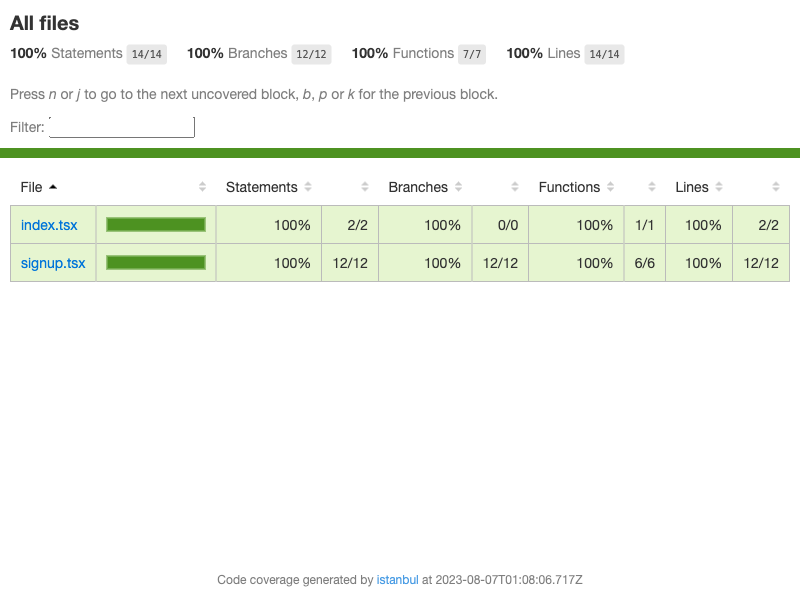 All files
100% Statements 14/14 100% Branches 12/12 100% Functions 7/7 100% Lines 14/14
Press n or j to go to the next uncovered block, b, p or k for the previous block.
Filter:
File Statements Branches Functions Lines
index.tsx 100% 2/2 100% 0/0 100% 1/1 100% 2/2
signup.tsx 100% 12/12 100% 12/12 100% 6/6 100% 12/12
Code coverage generated by istanbul at 2023-08-07T01:08:06.717Z